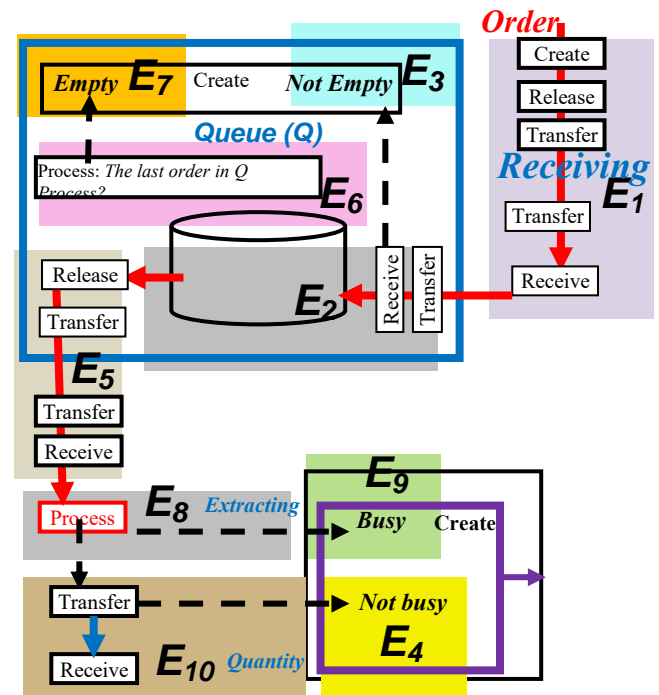 Order
Empty E7 Create Not Empty E3
Create
Release
Queue (Q)
Transfer
Process: The last order in Q
Process?
Receiving
E6
E1
Transfer
Release
Receive
Receive
Transfer
E2
Transfer
E5
Transfer
Receive
E9
E8 Extracting
Process
Busy Create
Transfer
Not busy
E4
Receive
E10 Quantity